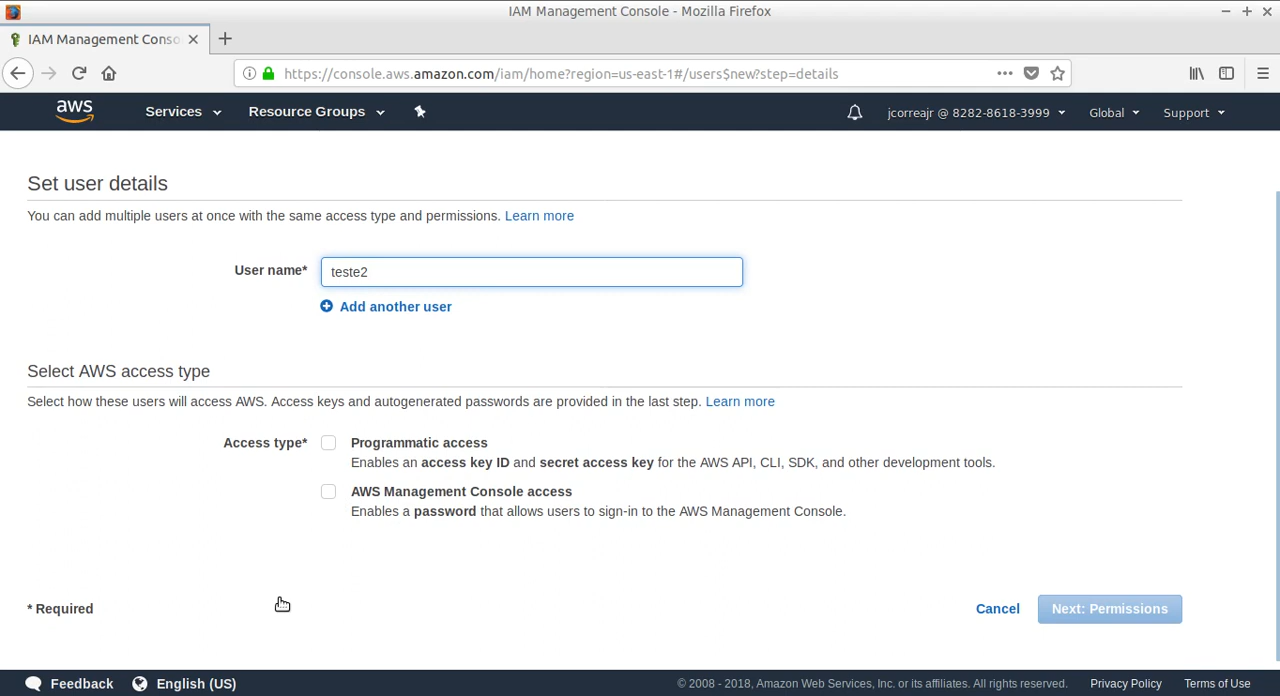 IAM Management Console - Mozilla Firefox
IAM Management Conso
https://console.aws.amazon.com/iam/home?region=us-east-1#/users$new?step=details
aws Services Resource Groups jcorreajr @ 8282-8618-3999 Global Support
Set user details
You can add multiple users at once with the same access type and permissions. Learn more
User name* teste2
Add another user
Select AWS access type
Select how these users will access AWS. Access keys and autogenerated passwords are provided in the last step. Learn more
Access type* Programmatic access
Enables an access key ID and secret access key for the AWS API, CLI, SDK, and other development tools.
AWS Management Console access
Enables a password that allows users to sign-in to the AWS Management Console.
* Required Cancel Next: Permissions
Feedback English (US) © 2008 - 2018, Amazon Web Services, Inc. or its affiliates. All rights reserved. Privacy Policy Terms of Use